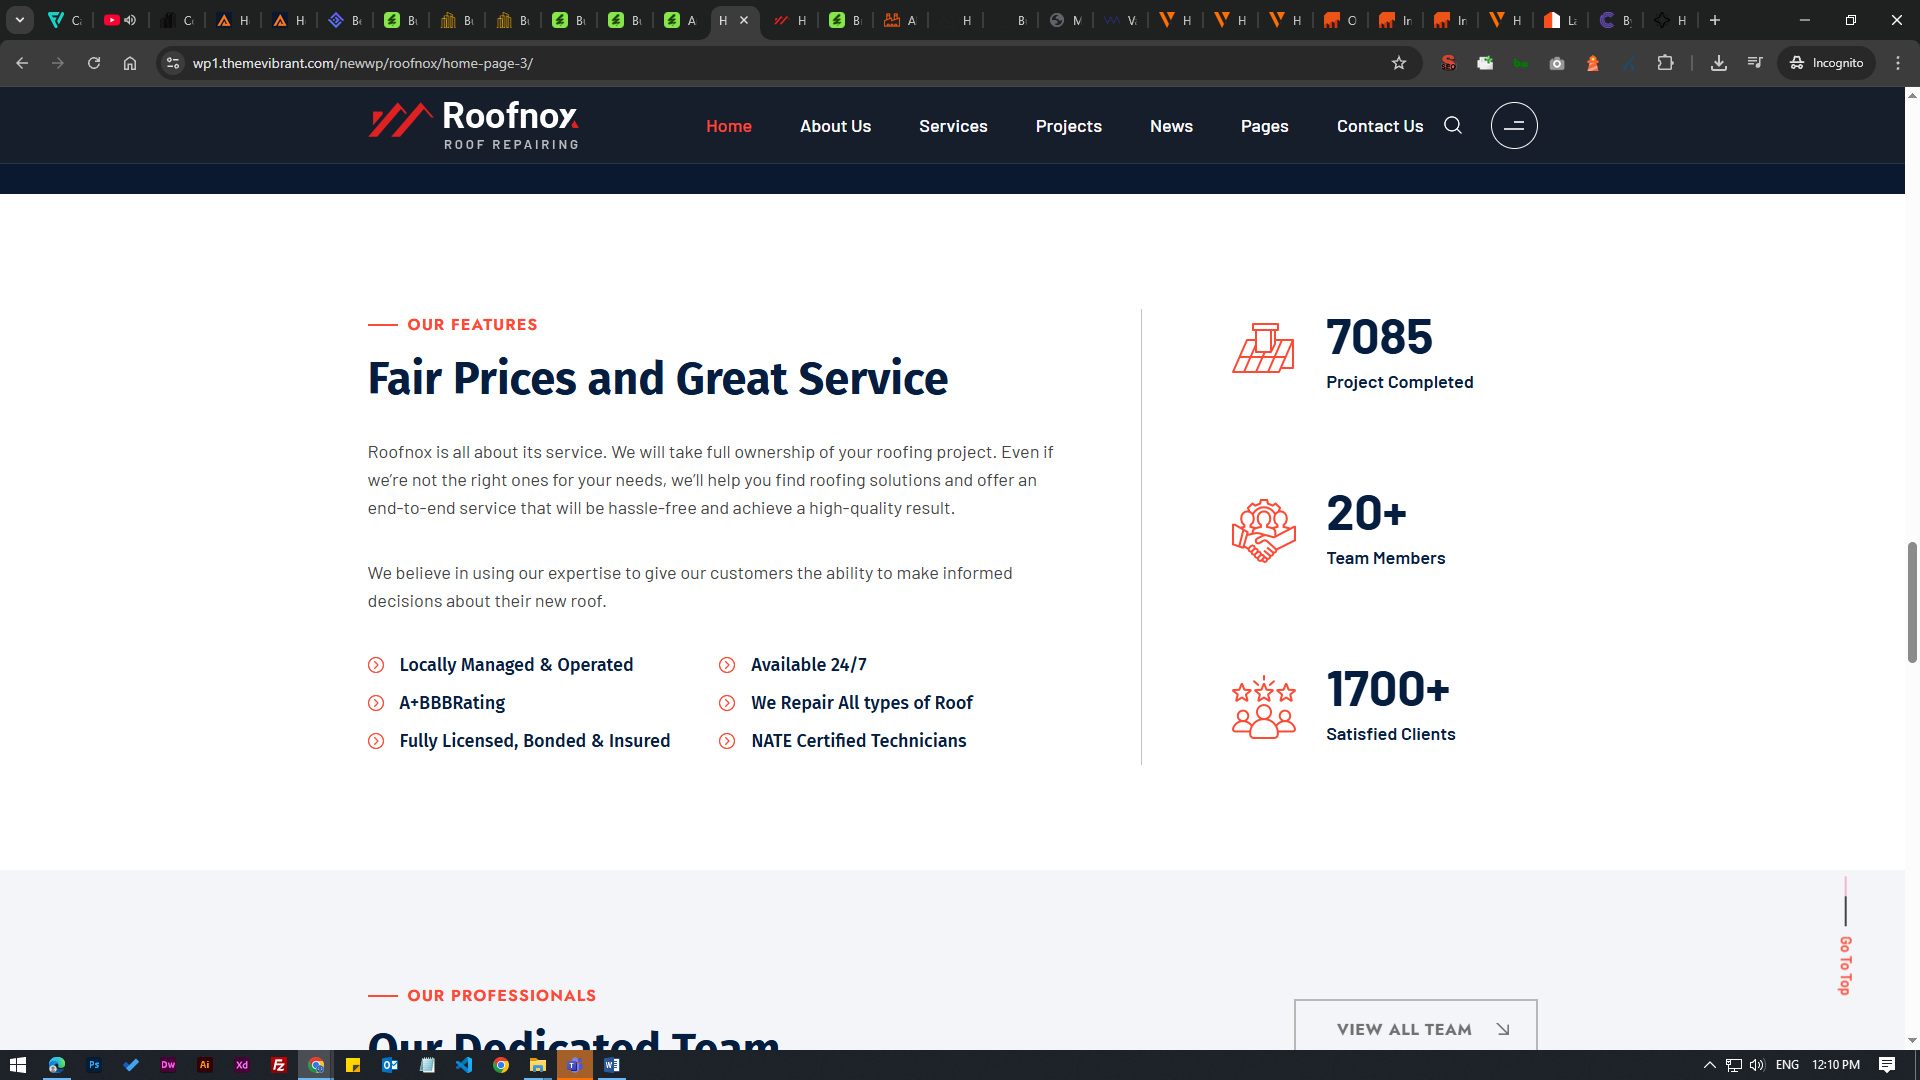 wp1.themevibrant.com/newwp/roofnox/home-page-3/
Incognito
Roofnox
ROOF REPAIRING
Home
About Us
Services
Projects
News
Pages
Contact Us
OUR FEATURES
Fair Prices and Great Service
Roofnox is all about its service. We will take full ownership of your roofing project. Even if
we’re not the right ones for your needs, we’ll help you find roofing solutions and offer an
end-to-end service that will be hassle-free and achieve a high-quality result.
We believe in using our expertise to give our customers the ability to make informed
decisions about their new roof.
Locally Managed & Operated
Available 24/7
A+BBBRating
We Repair All types of Roof
Fully Licensed, Bonded & Insured
NATE Certified Technicians
7085
Project Completed
20+
Team Members
1700+
Satisfied Clients
Go To Top
OUR PROFESSIONALS
Our Dedicated Team
VIEW ALL TEAM
ENG
12:10 PM